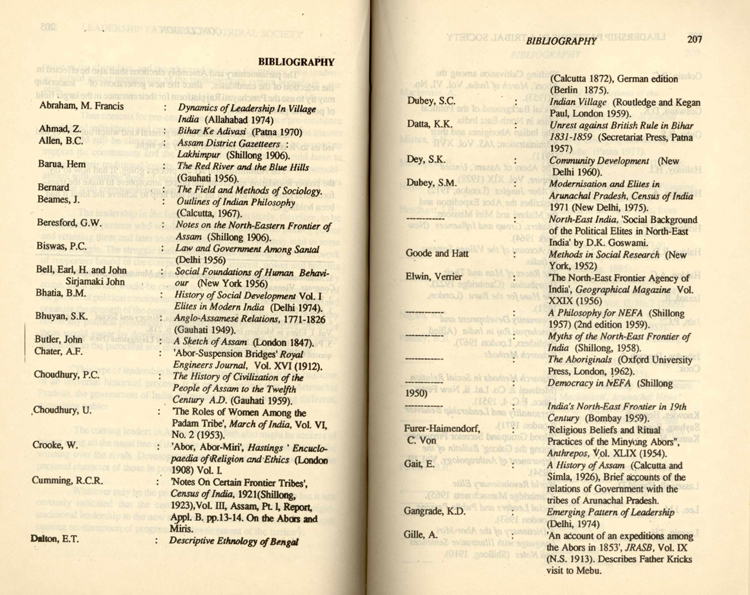 BIBLIOGRAPHY
Abraham, M. Francis : Dynamics of Leadership In Village
India (Allahabad 1974)
Ahmad, Z. : Bihar Ke Adivasi (Patna 1970)
Allen, B.C. : Assam District Gazetteers :
Lakhimpur (Shillong 1906).
Barua, Hem : The Red River and the Blue Hills
(Gauhati 1956).
Bernard : The Field and Methods of Sociology.
Beames, J. : Outlines of Indian Philosophy
(Calcutta, 1967).
Beresford, G.W. : Notes on the North-Eastern Frontier of
Assam (Shillong 1906).
Biswas, P.C. : Law and Government Among Santal
(Delhi 1956)
Bell, Earl, H. and John : Social Foundations of Human Behavi-
Sirjamaki John our (New York 1956)
Bhatia, B.M. : History of Social Development Vol. I
Elites in Modern India (Delhi 1974).
Bhuyan, S.K. : Anglo-Assamese Relations, 1771-1826
(Gauhati 1949).
Butler, John : A Sketch of Assam (London 1847).
Chater, A.F. : 'Abor-Suspension Bridges' Royal
Engineers Journal, Vol. XVI (1912).
Choudhury, P.C. : The History of Civilization of the
People of Assam to the Twelfth
Century A.D. (Gauhati 1959).
Choudhury, U. : 'The Roles of Women Among the
Padam Tribe', March of India, Vol. VI,
No. 2 (1953).
Crooke, W. : 'Abor, Abor-Miri', Hastings ' Encuclo-
paedia of Religion and Ethics (London
1908) Vol. I.
Cumming, R.C.R. : 'Notes On Certain Frontier Tribes',
Census of India, 1921(Shillong,
1923),Vol. III, Assam, Pt. I, Report,
Appl. B. pp.13-14. On the Abors and
Miris.
Dalton, E.T. : Descriptive Ethnology of Bengal
BIBLIOGRAPHY 207
(Calcutta 1872), German edition
(Berlin 1875).
Dubey, S.C. : Indian Village (Routledge and Kegan
Paul, London 1959).
Datta, K.K. : Unrest against British Rule in Bihar
1831-1859 (Secretariat Press, Patna
1957)
Dey, S.K. : Community Development (New
Delhi 1960).
Dubey, S.M. : Modernisation and Elites in
Arunachal Pradesh, Census of India
1971 (New Delhi, 1975).
------------ : North-East India, 'Social Background
of the Political Elites in North-East
India' by D.K. Goswami.
Goode and Hatt : Methods in Social Research (New
York, 1952)
Elwin, Verrier : 'The North-East Frontier Agency of
India', Geographical Magazine Vol.
XXIX (1956)
------------ : A Philosophy for NEFA (Shillong
1957) (2nd edition 1959).
------------ : Myths of the North-East Frontier of
India (Shillong, 1958).
------------ : The Aboriginals (Oxford University
Press, London, 1962).
------------ : Democracy in NEFA (Shillong
1950)
------------ : India's North-East Frontier in 19th
Century (Bombay 1959).
Furer-Haimendorf, : 'Religious Beliefs and Ritual
C. Von Practices of the Minyung Abors",
Anthrepos, Vol. XLIX (1954).
Gait, E. : A History of Assam (Calcutta and
Simla, 1926), Brief accounts of the
relations of Government with the
tribes of Arunachal Pradesh.
Gangrade, K.D. : Emerging Pattern of Leadership
(Delhi, 1974)
Gille, A. : 'An account of an expeditions among
the Abors in 1853', JRASB, Vol. IX
(N.S. 1913). Describes Father Kricks
visit to Mebu.